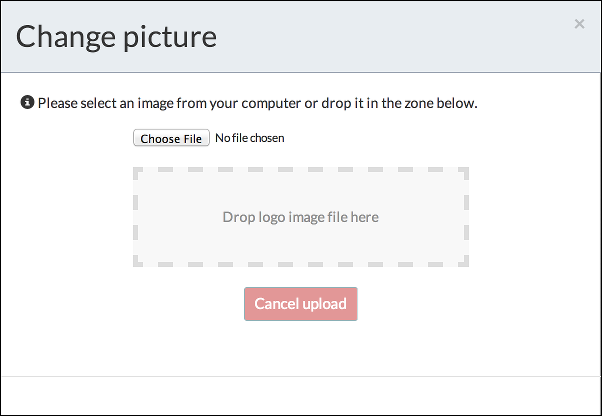 Change picture
×
Please select an image from your computer or drop it in the zone below.
Choose File No file chosen
Drop logo image file here
Cancel upload